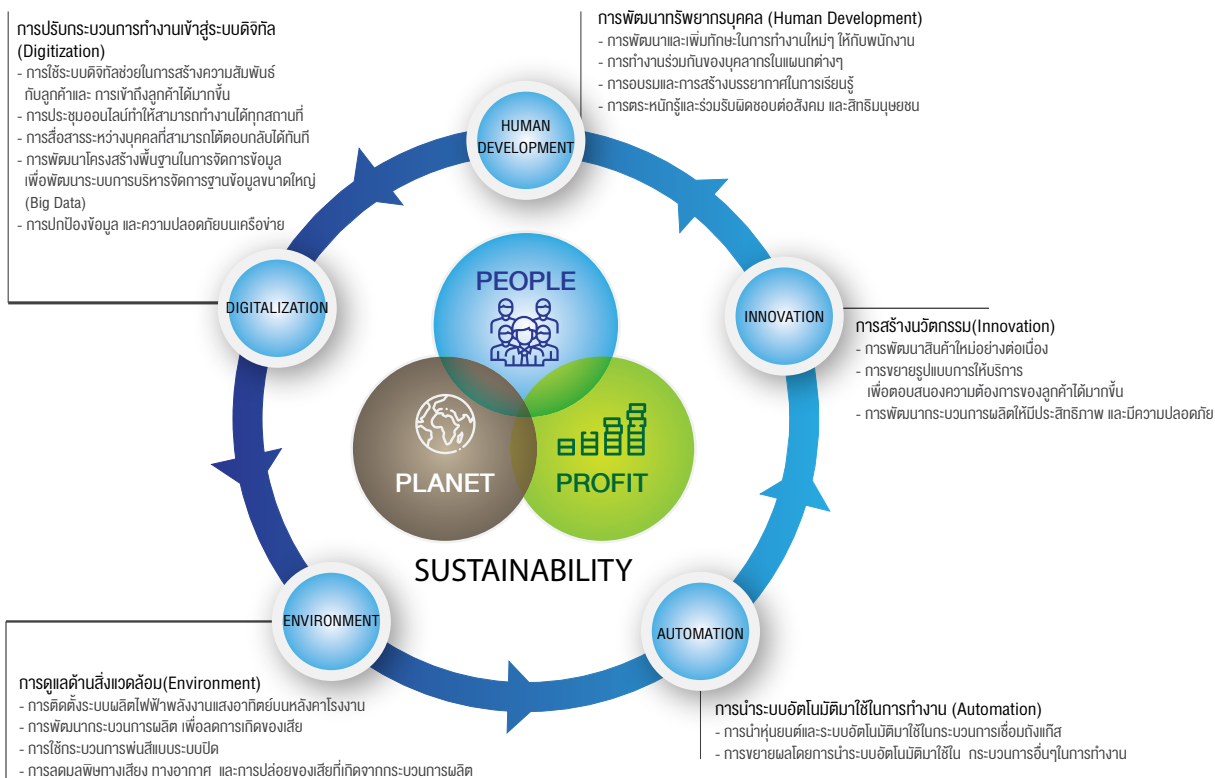 การปรับกระบวนการทำงานเข้าสู่ระบบดิจิทัล
(Digitization)
- การใช้ระบบดิจิทัลช่วยในการสร้างความสัมพันธ์
กับลูกค้าและ การเข้าถึงลูกค้าได้มากขึ้น
- การประชุมออนไลน์ทำให้สามารถทำงานได้ทุกสถานที่
- การสื่อสารระหว่างบุคคลที่สามารถโต้ตอบกลับได้ทันที
- การพัฒนาโครงสร้างพื้นฐานในการจัดการข้อมูล
เพื่อพัฒนาระบบการบริหารจัดการฐานข้อมูลขนาดใหญ่
(Big Data)
- การปกป้องข้อมูล และความปลอดภัยบนเครือข่าย
การพัฒนาทรัพยากรบุคคล (Human Development)
- การพัฒนาและเพิ่มทักษะในการทำงานใหม่ๆ ให้กับพนักงาน
- การทำงานร่วมกันของบุคลากรในแผนกต่างๆ
- การอบรมและการสร้างบรรยากาศในการเรียนรู้
- การตระหนักรู้และร่วมรับผิดชอบต่อสังคม และสิทธิมนุษยชน
HUMAN
DEVELOPMENT
DIGITALIZATION
PEOPLE
INNOVATION
การสร้างนวัตกรรม(Innovation)
- การพัฒนาสินค้าใหม่อย่างต่อเนื่อง
- การขยายรูปแบบการให้บริการ
เพื่อตอบสนองความต้องการของลูกค้าได้มากขึ้น
- การพัฒนากระบวนการผลิตให้มีประสิทธิภาพ และมีความปลอดภัย
PLANET
PROFIT
SUSTAINABILITY
ENVIRONMENT
AUTOMATION
การดูแลด้านสิ่งแวดล้อม(Environment)
- การติดตั้งระบบผลิตไฟฟ้าพลังงานแสงอาทิตย์บนหลังคาโรงงาน
- การพัฒนากระบวนการผลิต เพื่อลดการเกิดของเสีย
- การใช้กระบวนการพ่นสีแบบระบบปิด
- การลดมลพิษทางเสียง ทางอากาศ และการปล่อยของเสียที่เกิดจากกระบวนการผลิต
การนำระบบอัตโนมัติมาใช้ในการทำงาน (Automation)
- การนำหุ่นยนต์และระบบอัตโนมัติมาใช้ในกระบวนการเชื่อมถังแก๊ส
- การขยายผลโดยการนำระบบอัตโนมัติมาใช้ใน กระบวนการอื่นๆในการทำงาน